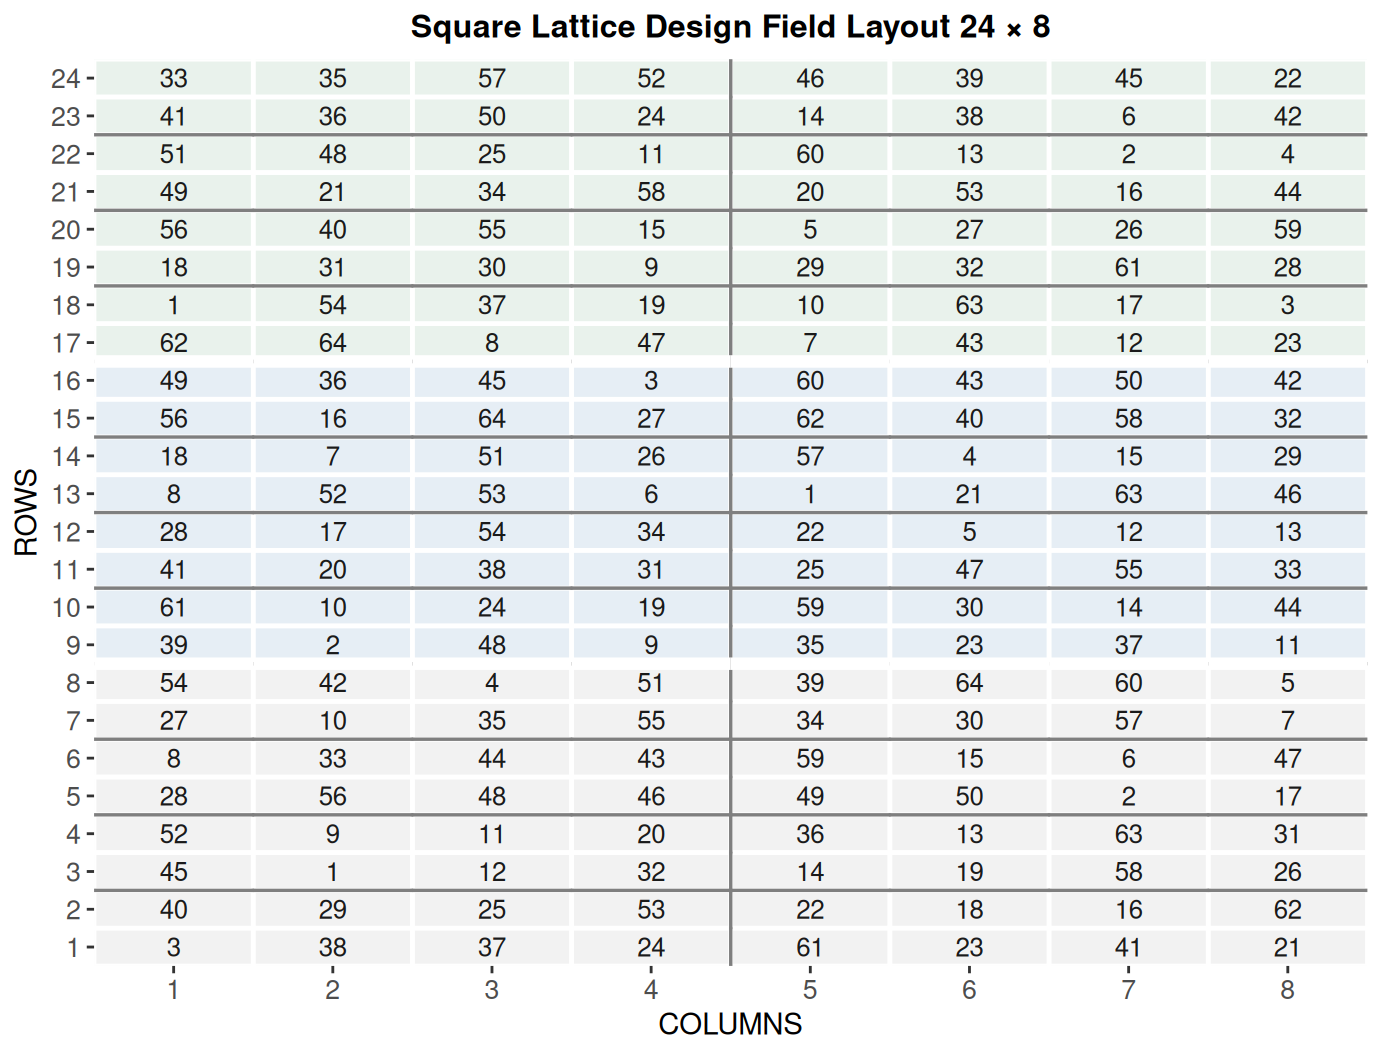 Square Lattice Design Field Layout 24 × 8
24 33 35 57 52 46 39 45 22
23 41 36 50 24 14 38 6 42
22 51 48 25 11 60 13 2 4
21 49 21 34 58 20 53 16 44
20 56 40 55 15 5 27 26 59
19 18 31 30 9 29 32 61 28
18 1 54 37 19 10 63 17 3
17 62 64 8 47 7 43 12 23
16 49 36 45 3 60 43 50 42
15 56 16 64 27 62 40 58 32
14 18 7 51 26 57 4 15 29
13 8 52 53 6 1 21 63 46
12 28 17 54 34 22 5 12 13
11 41 20 38 31 25 47 55 33
10 61 10 24 19 59 30 14 44
9 39 2 48 9 35 23 37 11
8 54 42 4 51 39 64 60 5
7 27 10 35 55 34 30 57 7
6 8 33 44 43 59 15 6 47
5 28 56 48 46 49 50 2 17
4 52 9 11 20 36 13 63 31
3 45 1 12 32 14 19 58 26
2 40 29 25 53 22 18 16 62
1 3 38 37 24 61 23 41 21
1 2 3 4 5 6 7 8
COLUMNS
ROWS